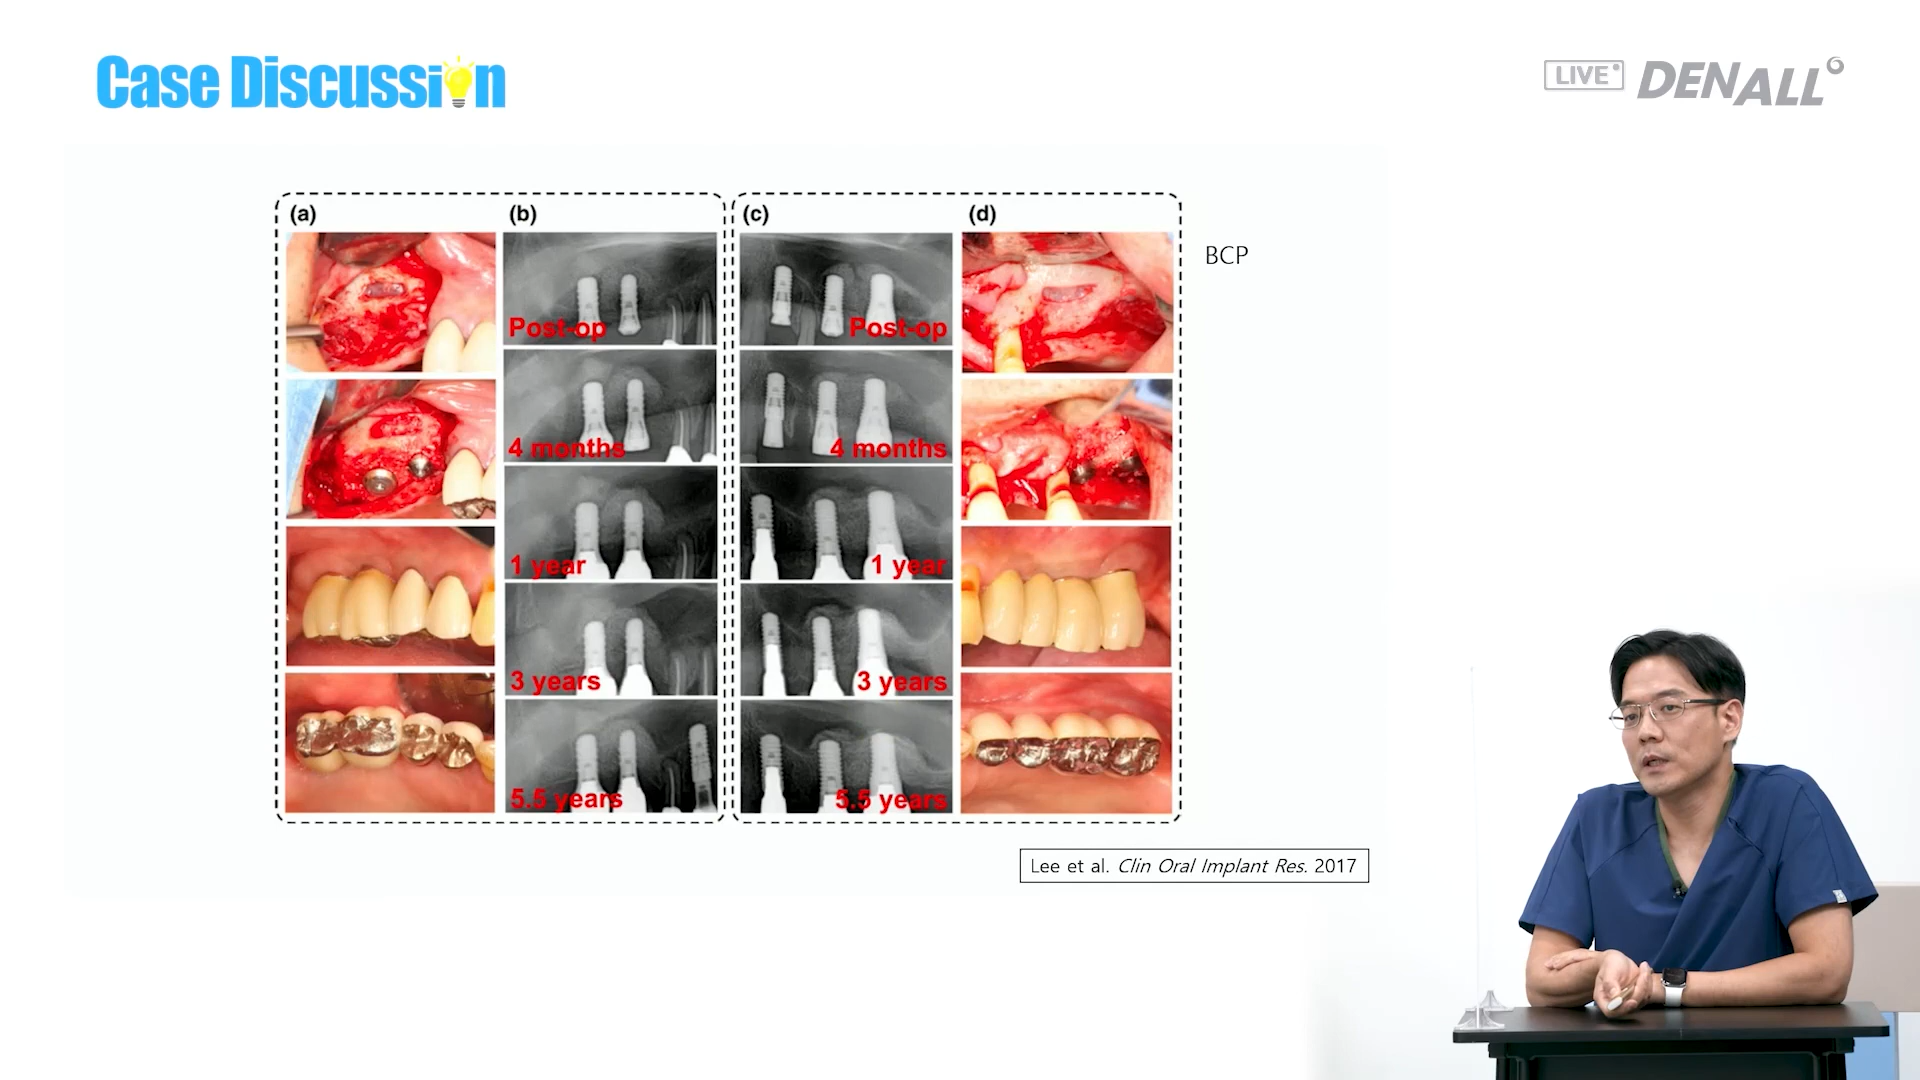 Case Discussion
LIVE DENALL
(a)
(b)
(c)
(d)
BCP
Post-op
Post-op
4 months
4 months
1 year
1 year
3 years
3 years
5.5 years
5.5 years
Lee et al. Clin Oral Implant Res. 2017